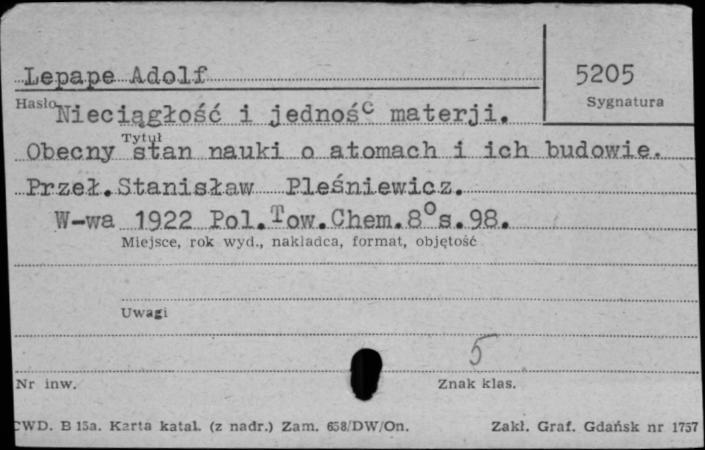 Lepape Adolf
5205
Hasło
Sygnatura
Nieciągłość i jedność materji.
Tytuł
Obecny stan nauki o atomach i ich budowie.
Przeł. Stanisław Pleśniewicz.
W-wa 1922 Pol. Tow. Chem. 8° s. 98.
Miejsce, rok wyd., nakładca, format, objętość
Uwagi
5
Nr inw.
Znak klas.
CWD. B 15a. Karta katal. (z nadr.) Zam. 658/DW/On.
Zakł. Graf. Gdańsk nr 1757